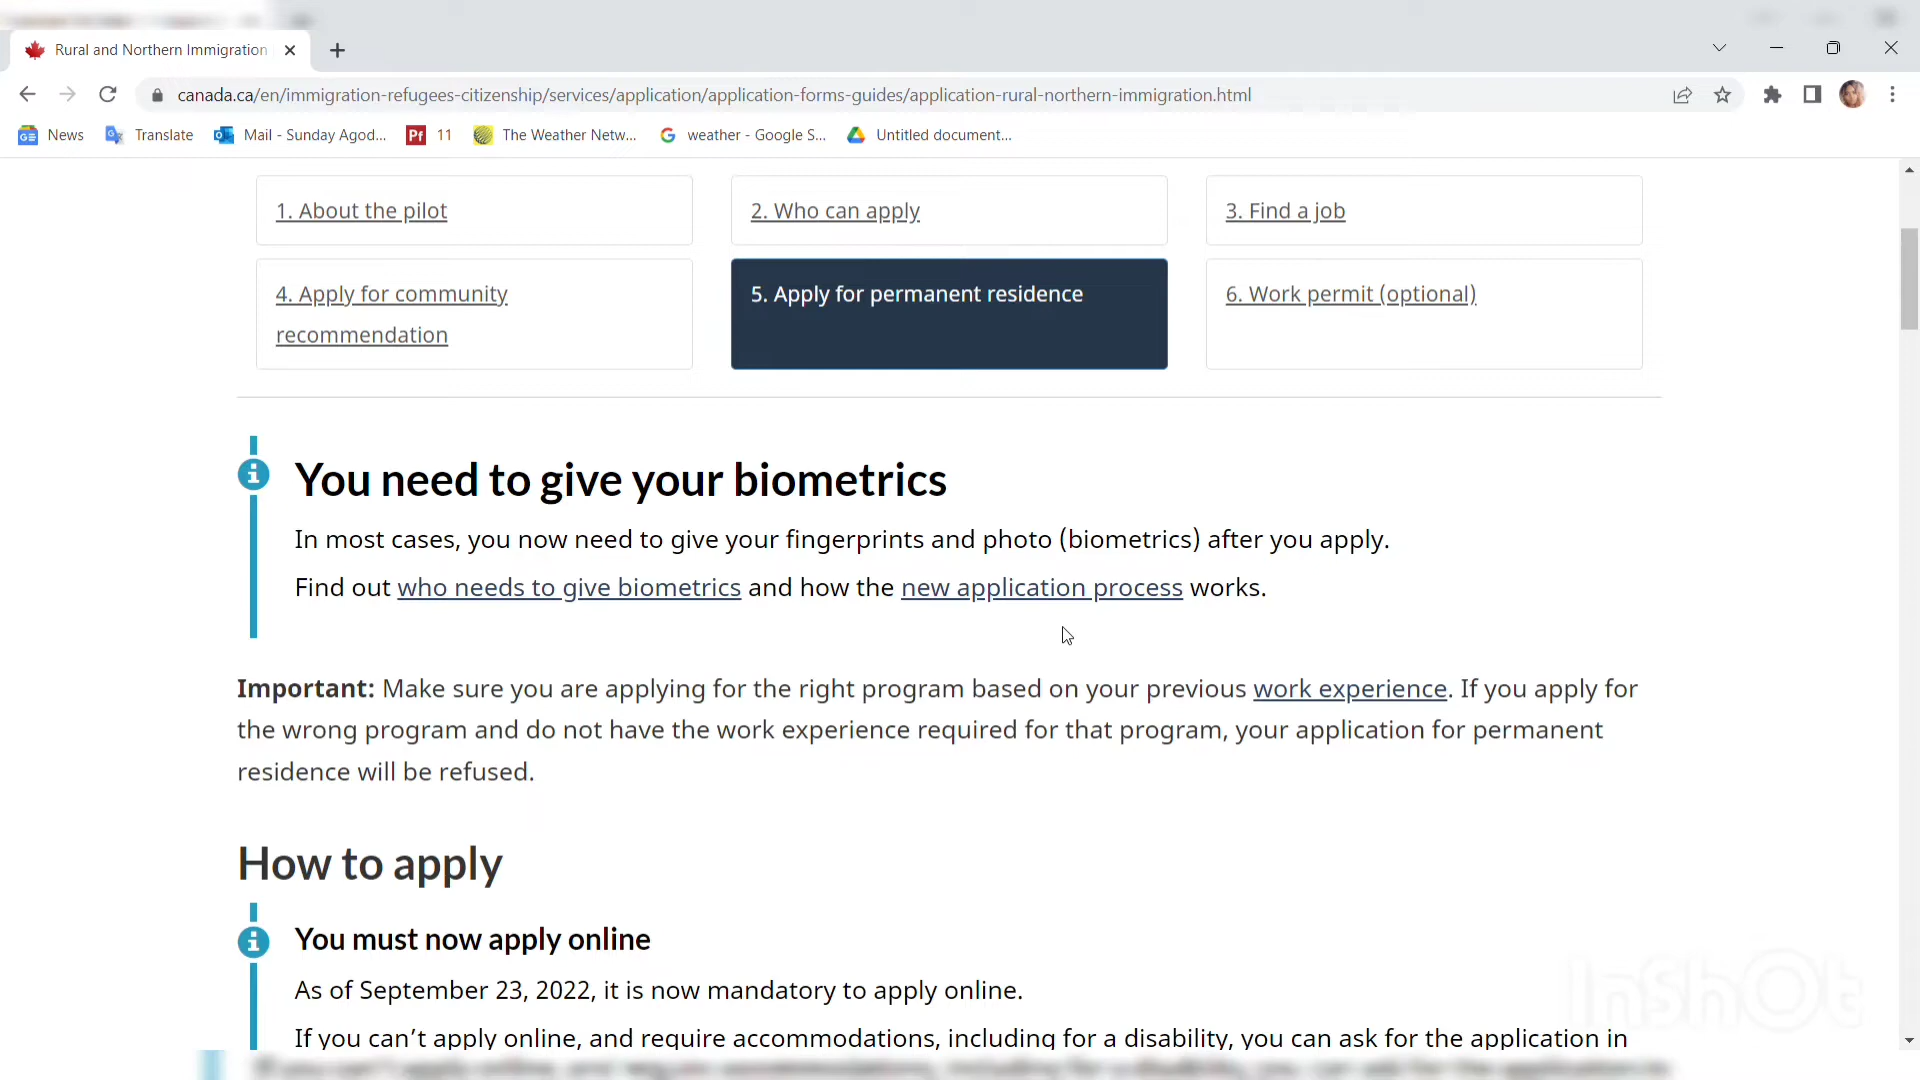 Rural and Northern Immigration
canada.ca/en/immigration-refugees-citizenship/services/application/application-forms-guides/application-rural-northern-immigration.html
News Translate Mail - Sunday Agod... Pf 11 The Weather Netw... weather - Google S... Untitled document...
1. About the pilot 2. Who can apply 3. Find a job
4. Apply for community 5. Apply for permanent residence 6. Work permit (optional)
recommendation
You need to give your biometrics
In most cases, you now need to give your fingerprints and photo (biometrics) after you apply.
Find out who needs to give biometrics and how the new application process works.
Important: Make sure you are applying for the right program based on your previous work experience. If you apply for
the wrong program and do not have the work experience required for that program, your application for permanent
residence will be refused.
How to apply
You must now apply online
As of September 23, 2022, it is now mandatory to apply online.
If you can’t apply online, and require accommodations, including for a disability, you can ask for the application in
InShOt